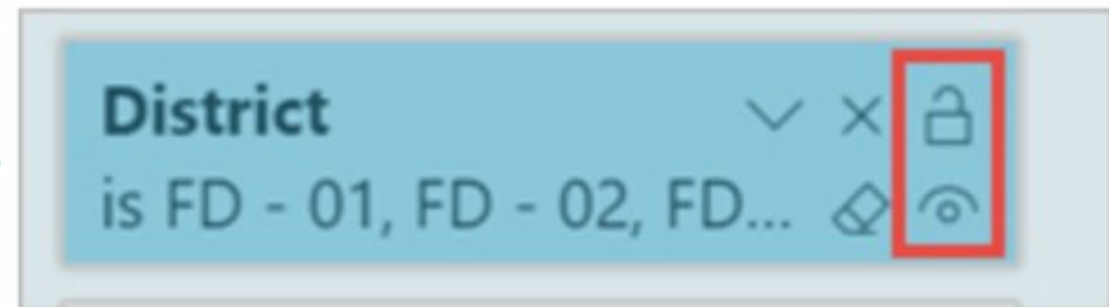 District
is FD - 01, FD - 02, FD...